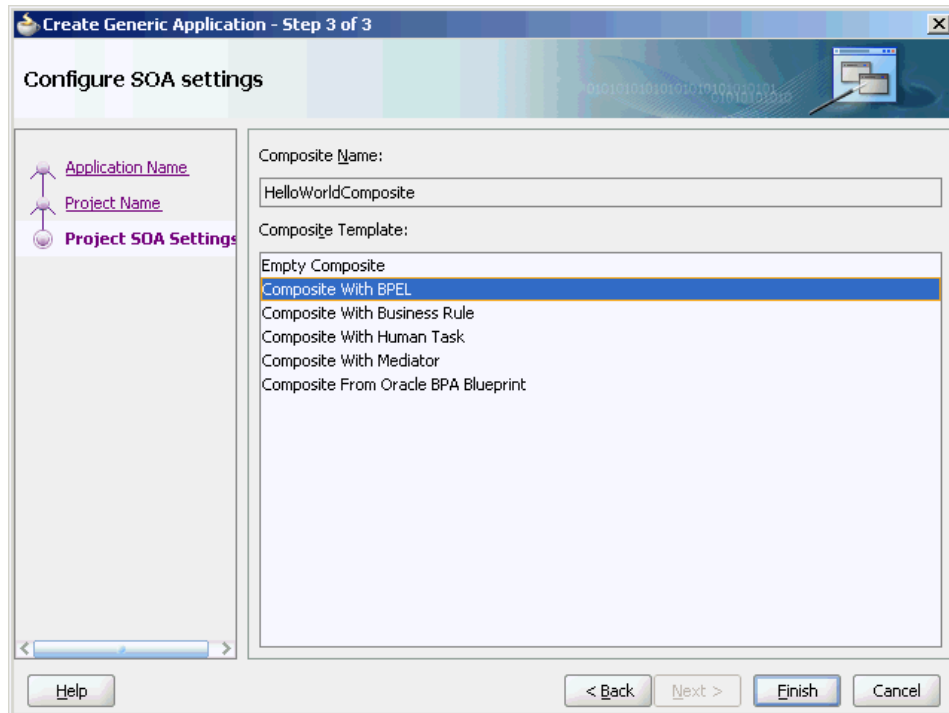 Create Generic Application - Step 3 of 3
Configure SOA settings
Application Name
Project Name
Project SOA Settings
Composite Name:
HelloWorldComposite
Composite Template:
Empty Composite
Composite With BPEL
Composite With Business Rule
Composite With Human Task
Composite With Mediator
Composite From Oracle BPA Blueprint
Help
< Back
Next >
Finish
Cancel